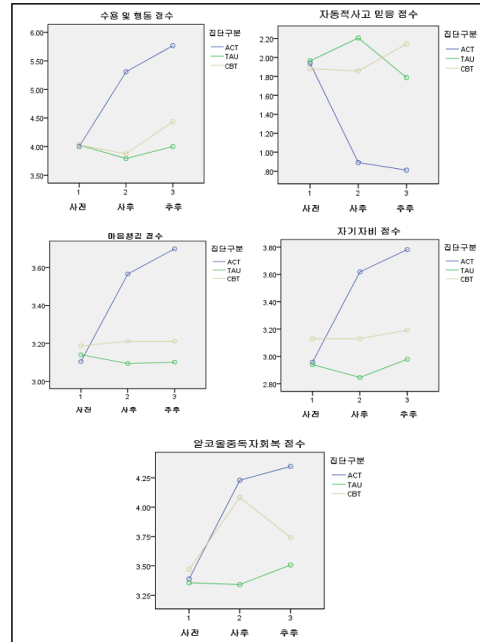 수용 및 행동 점수
6.00
5.50
5.00
4.50
4.00
3.50
1
2
3
사전
사후
추후
집단구분
ACT
TAU
CBT
자동적사고 믿음 점수
2.20
2.00
1.80
1.60
1.40
1.20
1.00
.80
1
2
3
사전
사후
추후
집단구분
ACT
TAU
CBT
마음챙김 점수
3.60
3.40
3.20
3.00
1
2
3
사전
사후
추후
집단구분
ACT
TAU
CBT
자기자비 점수
3.80
3.60
3.40
3.20
3.00
2.80
1
2
3
사전
사후
추후
집단구분
ACT
TAU
CBT
알코올중독자회복 점수
4.25
4.00
3.75
3.50
3.25
1
2
3
사전
사후
추후
집단구분
ACT
TAU
CBT